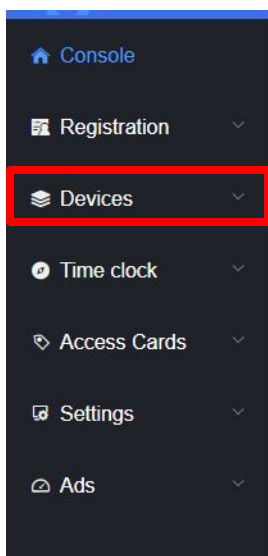 Console
Registration
Devices
Time clock
Access Cards
Settings
Ads